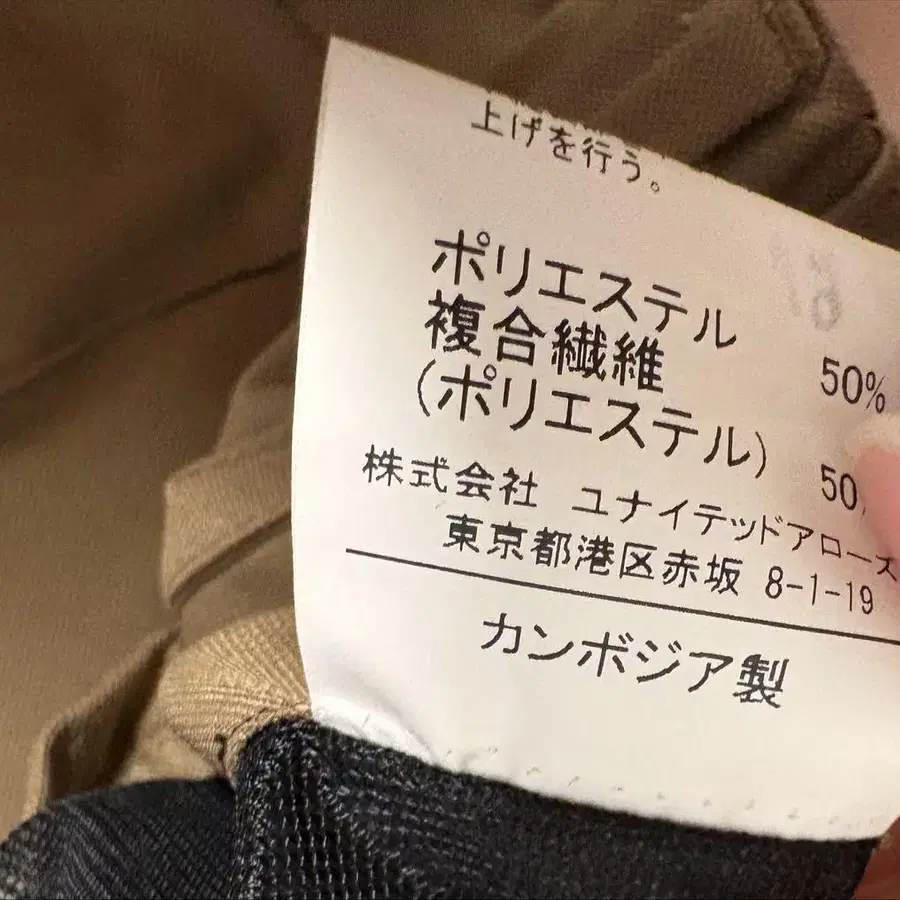 上げを行う。
ポリエステル 50%
複合繊維
(ポリエステル) 50
株式会社 ユナイテッドアローズ
東京都港区赤坂 8-1-19
カンボジア製